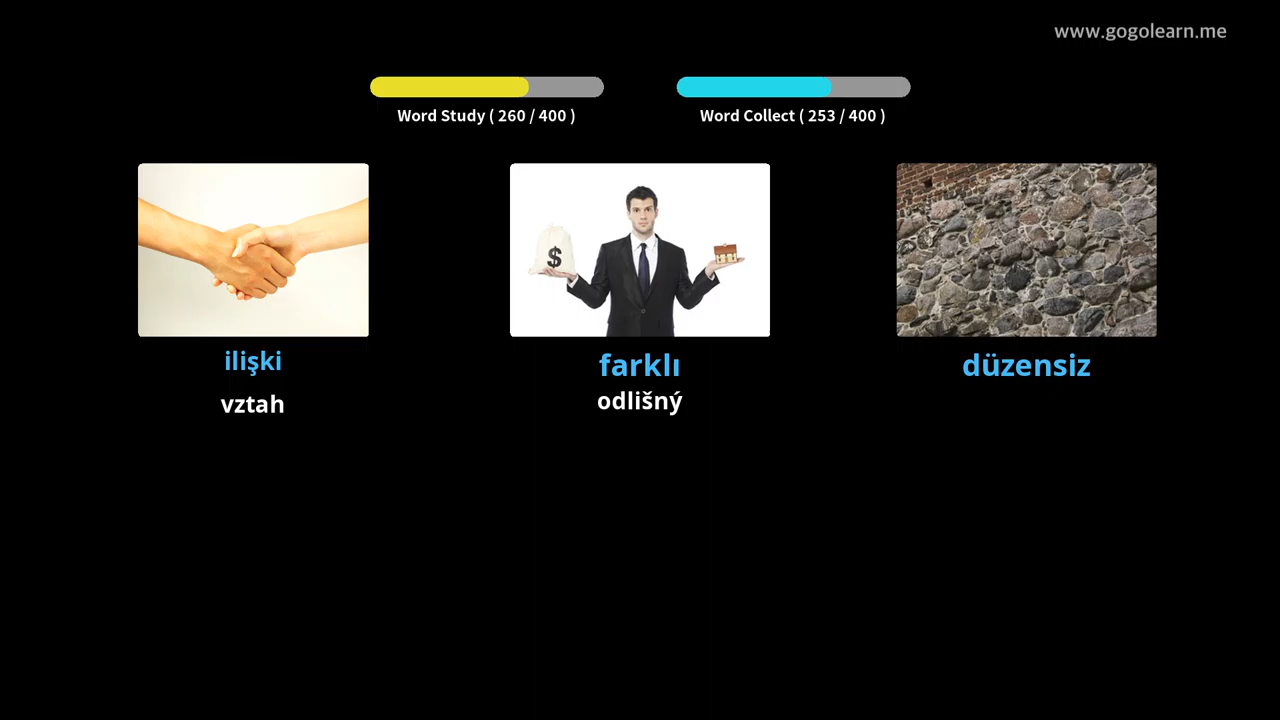 www.gogolearn.me
Word Study ( 260 / 400 )
Word Collect ( 253 / 400 )
$
ilişki
vztah
farklı
odlišný
düzensiz